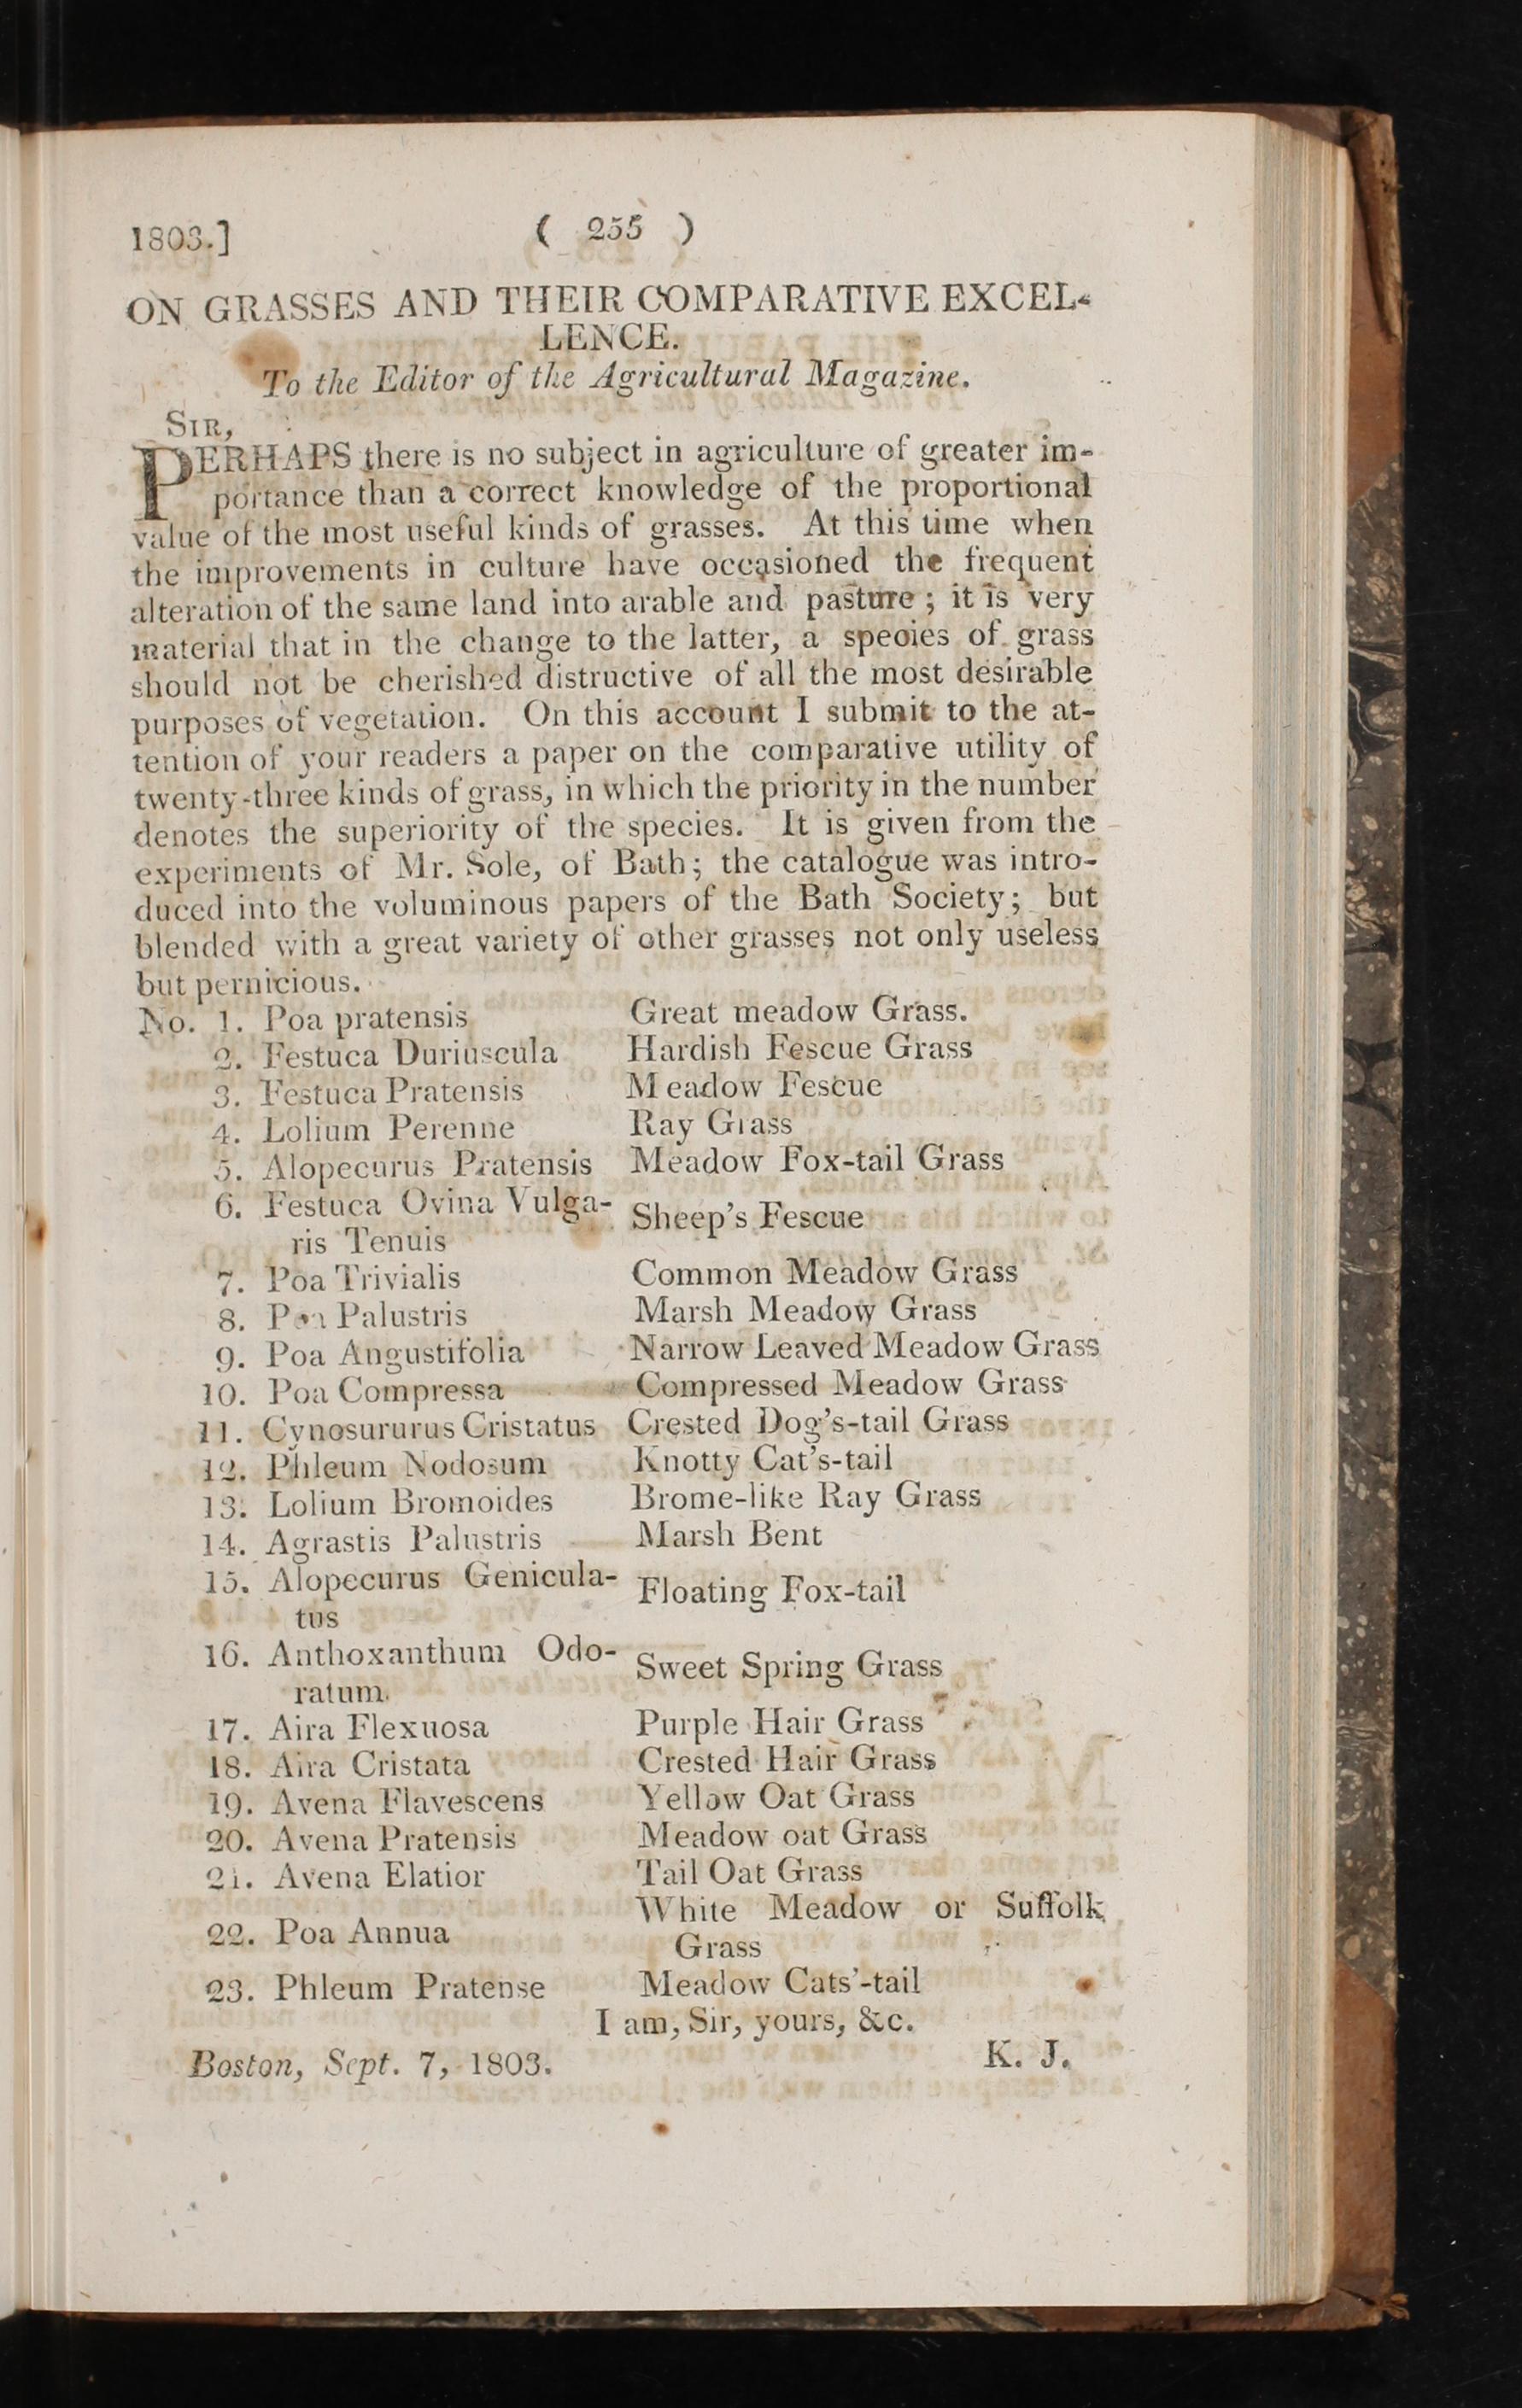 1803.] ( 255 )
ON GRASSES AND THEIR COMPARATIVE EXCEL-
LENCE.
To the Editor of the Agricultural Magazine.
SIR,
PERHAPS there is no subject in agriculture of greater im-
portance than a correct knowledge of the proportional
value of the most useful kinds of grasses. At this time when
the improvements in culture have occasioned the frequent
alteration of the same land into arable and pasture; it is very
material that in the change to the latter, a species of grass
should not be cherished distructive of all the most desirable
purposes of vegetation. On this account I submit to the at-
tention of your readers a paper on the comparative utility of
twenty-three kinds of grass, in which the priority in the number
denotes the superiority of the species. It is given from the
experiments of Mr. Sole, of Bath; the catalogue was intro-
duced into the voluminous papers of the Bath Society; but
blended with a great variety of other grasses not only useless
but pernicious.
No. 1. Poa pratensis Great meadow Grass.
2. Festuca Duriuscula Hardish Fescue Grass
3. Festuca Pratensis Meadow Fescue
4. Lolium Perenne Ray Grass
5. Alopecurus Pratensis Meadow Fox-tail Grass
6. Festuca Ovina Vulga- Sheep's Fescue
ris Tenuis
7. Poa Trivialis Common Meadow Grass
8. Poa Palustris Marsh Meadow Grass
9. Poa Angustifolia Narrow Leaved Meadow Grass
10. Poa Compressa Compressed Meadow Grass
11. Cynosururus Cristatus Crested Dog's-tail Grass
12. Phleum Nodosum Knotty Cat's-tail
13. Lolium Bromoides Brome-like Ray Grass
14. Agrastis Palustris Marsh Bent
15. Alopecurus Genicula- Floating Fox-tail
tus
16. Anthoxanthum Odo- Sweet Spring Grass
ratum.
17. Aira Flexuosa Purple Hair Grass
18. Aira Cristata Crested Hair Grass
19. Avena Flavescens Yellow Oat Grass
20. Avena Pratensis Meadow oat Grass
21. Avena Elatior Tail Oat Grass
22. Poa Annua White Meadow or Suffolk
Grass
23. Phleum Pratense Meadow Cats'-tail
I am, Sir, yours, &c.
K. J.
Boston, Sept. 7, 1803.